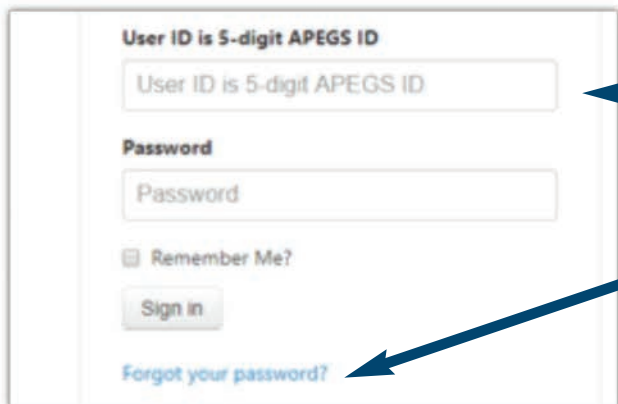 User ID is 5-digit APEGS ID
User ID is 5-digit APEGS ID
Password
Password
Remember Me?
Sign in
Forgot your password?